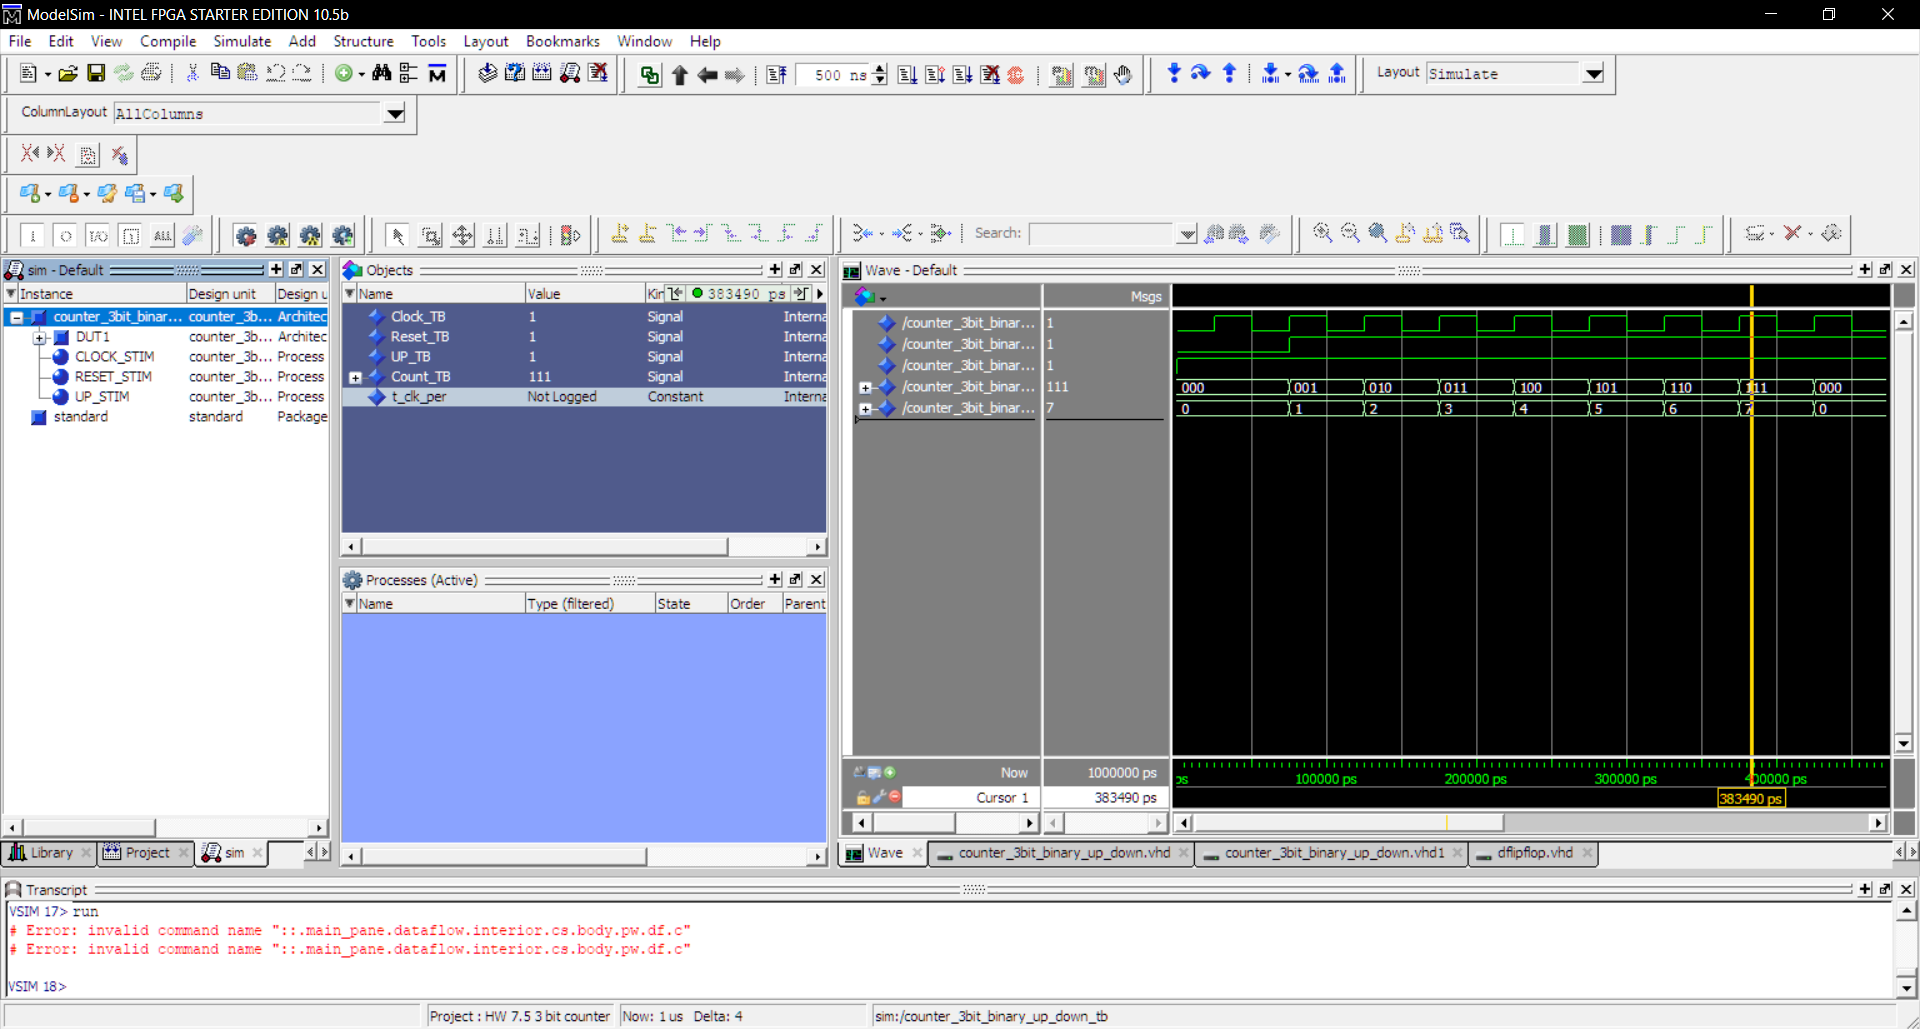 ModelSim - INTEL FPGA STARTER EDITION 10.5b
File Edit View Compile Simulate Add Structure Tools Layout Bookmarks Window Help
500 ns
Layout Simulate
ColumnLayout AllColumns
Search:
sim - Default
Instance Design unit Design u
counter_3bit_binar... counter_3b... Architec
DUT1 counter_3b... Architec
CLOCK_STIM counter_3b... Process
RESET_STIM counter_3b... Process
UP_STIM counter_3b... Process
standard standard Package
Library Project sim
Objects
Name Value Kin 383490 ps
Clock_TB 1 Signal Interna
Reset_TB 1 Signal Interna
UP_TB 1 Signal Interna
Count_TB 111 Signal Interna
t_clk_per Not Logged Constant Interna
Processes (Active)
Name Type (filtered) State Order Parent
Wave - Default
Msgs
/counter_3bit_binar... 1
/counter_3bit_binar... 1
/counter_3bit_binar... 1
/counter_3bit_binar... 111 000 001 010 011 100 101 110 111 000
/counter_3bit_binar... 7 0 1 2 3 4 5 6 7 0
Now 1000000 ps ps 100000 ps 200000 ps 300000 ps 400000 ps
Cursor 1 383490 ps 383490 ps
Wave counter_3bit_binary_up_down.vhd counter_3bit_binary_up_down.vhd1 dflipflop.vhd
Transcript
VSIM 17> run
# Error: invalid command name "::.main_pane.dataflow.interior.cs.body.pw.df.c"
# Error: invalid command name "::.main_pane.dataflow.interior.cs.body.pw.df.c"
VSIM 18>
Project : HW 7.5 3 bit counter Now: 1 us Delta: 4 sim:/counter_3bit_binary_up_down_tb